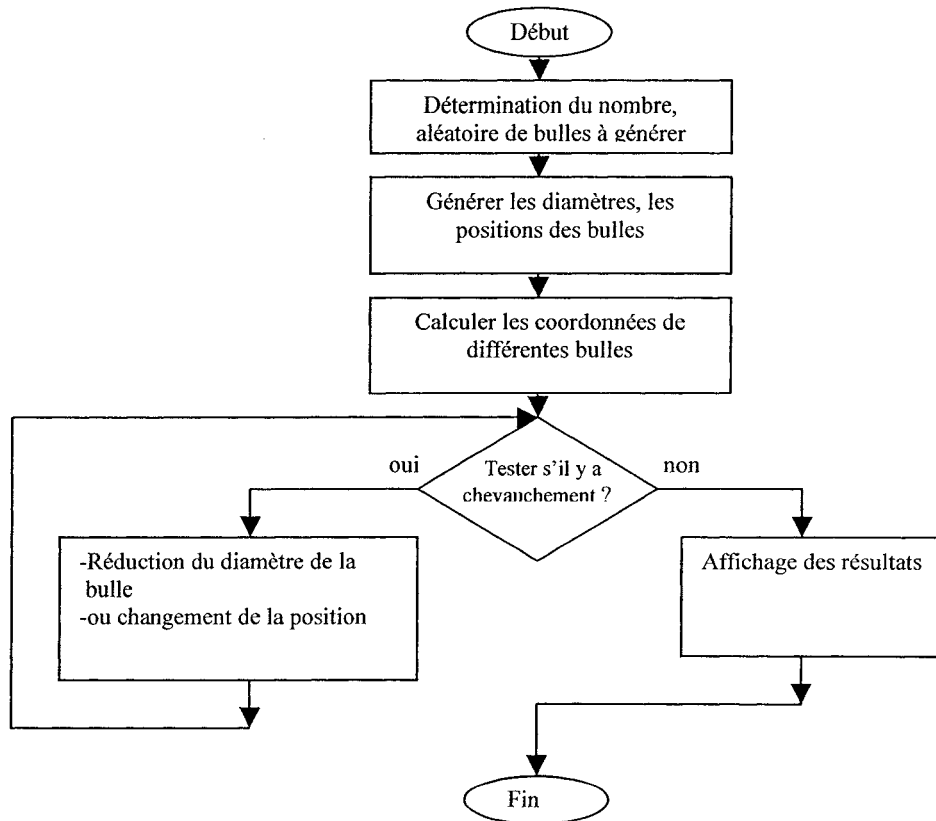 Début
Détermination du nombre,
aléatoire de bulles à générer
Générer les diamètres, les
positions des bulles
Calculer les coordonnées de
différentes bulles
oui
Tester s'il y a
chevauchement ?
non
-Réduction du diamètre de la
bulle
-ou changement de la position
Affichage des résultats
Fin